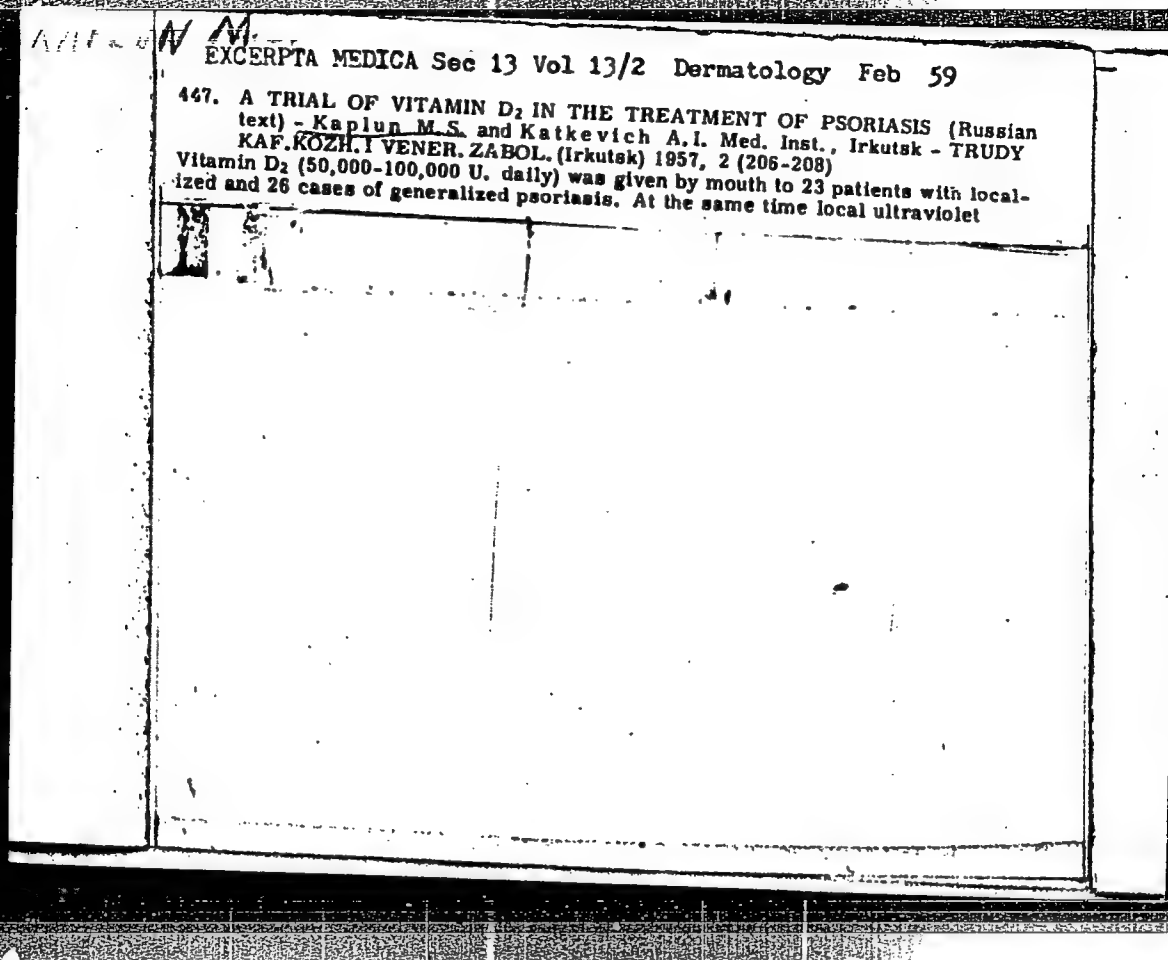 EXCERPTA MEDICA Sec 13 Vol 13/2 Dermatology Feb 59
447. A TRIAL OF VITAMIN D₂ IN THE TREATMENT OF PSORIASIS (Russian
text) - Kaplun M.S. and Katkevich A.I. Med. Inst., Irkutsk - TRUDY
KAF.KOZH.I VENER.ZABOL. (Irkutsk) 1957, 2 (206-208)
Vitamin D₂ (50,000-100,000 U. daily) was given by mouth to 23 patients with local-
ized and 26 cases of generalized psoriasis. At the same time local ultraviolet